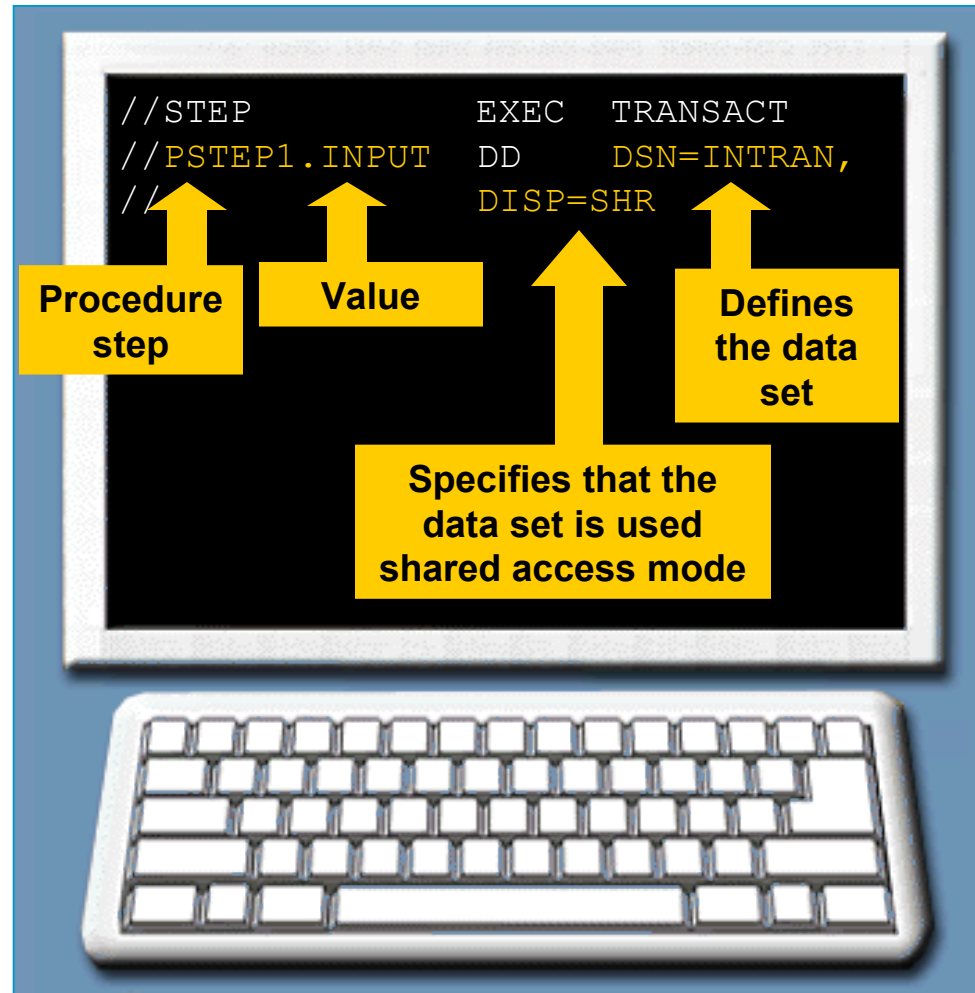 //STEP EXEC TRANSACT
//PSTEP1.INPUT DD DSN=INTRAN,
// DISP=SHR
Procedure
step
Value
Defines
the data
set
Specifies that the
data set is used
shared access mode